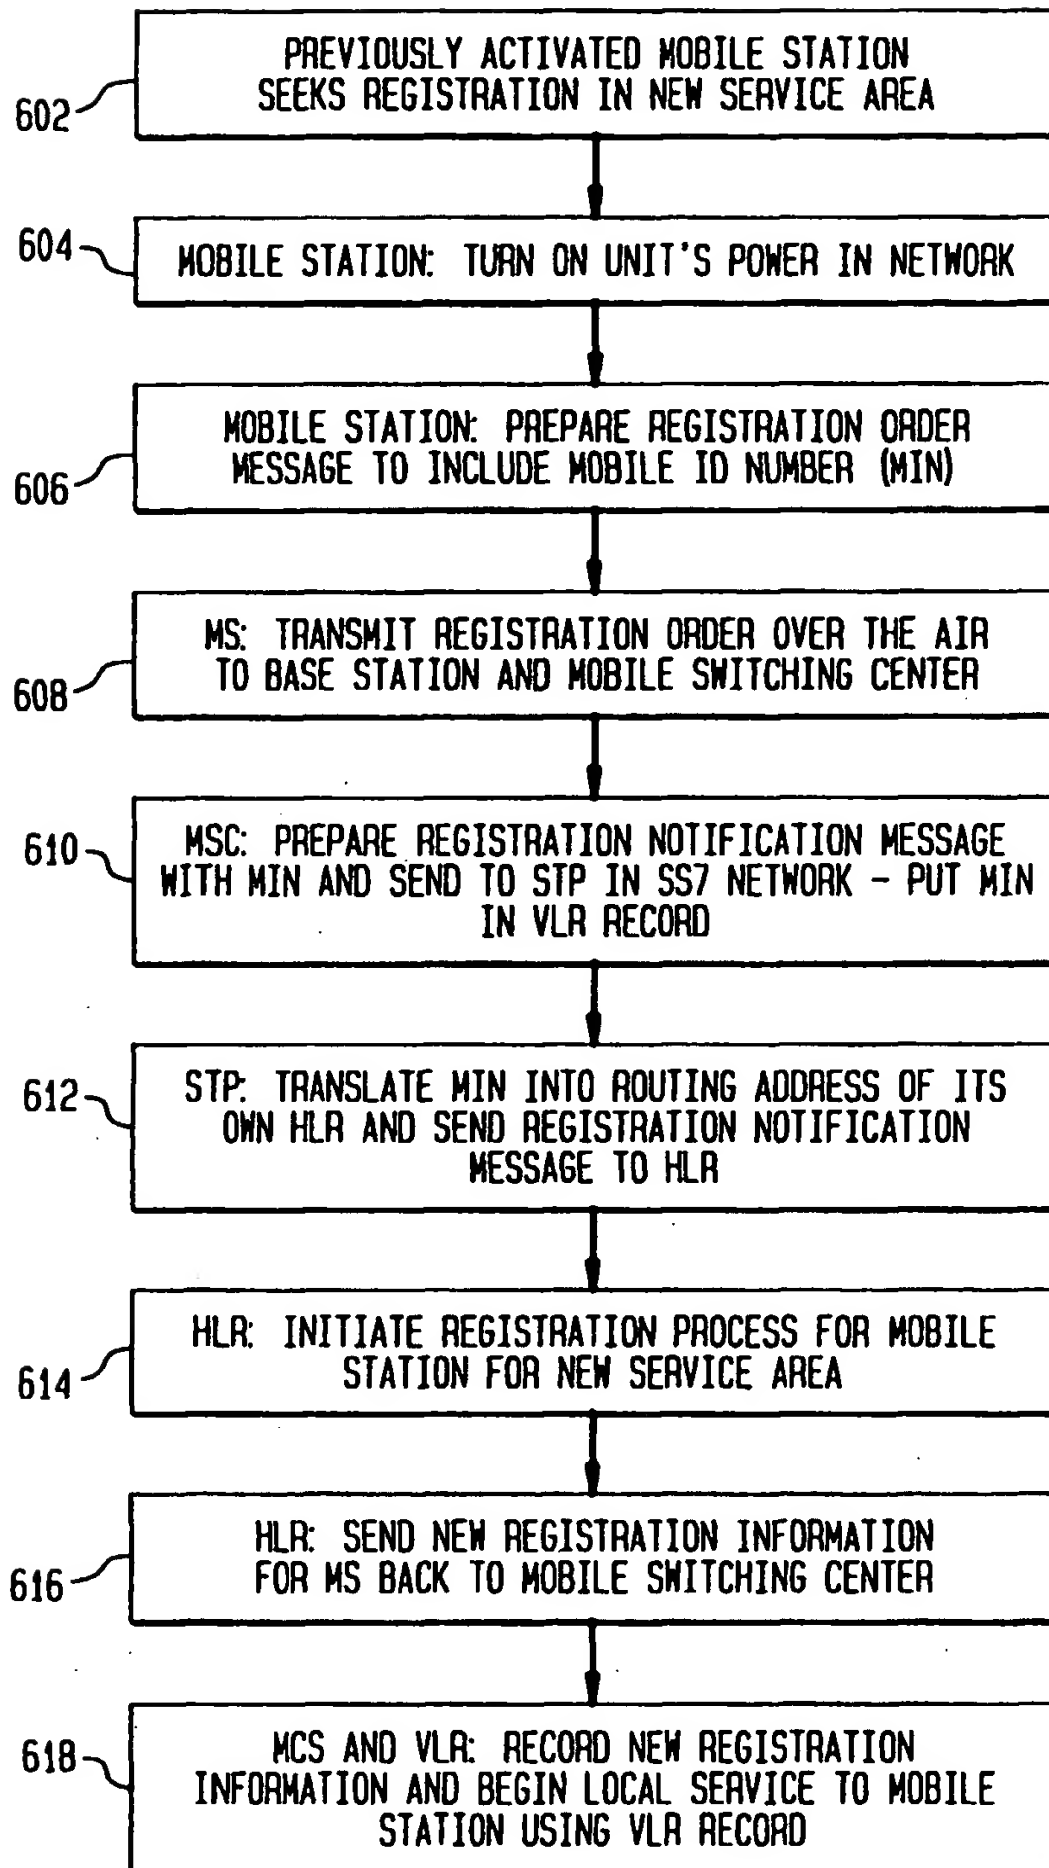 PREVIOUSLY ACTIVATED MOBILE STATION
SEEKS REGISTRATION IN NEW SERVICE AREA
602
604
MOBILE STATION: TURN ON UNIT'S POWER IN NETWORK
MOBILE STATION: PREPARE REGISTRATION ORDER
MESSAGE TO INCLUDE MOBILE ID NUMBER (MIN)
606
MS: TRANSMIT REGISTRATION ORDER OVER THE AIR
TO BASE STATION AND MOBILE SWITCHING CENTER
608
610
MSC: PREPARE REGISTRATION NOTIFICATION MESSAGE
WITH MIN AND SEND TO STP IN SS7 NETWORK - PUT MIN
IN VLR RECORD
612
STP: TRANSLATE MIN INTO ROUTING ADDRESS OF ITS
OWN HLR AND SEND REGISTRATION NOTIFICATION
MESSAGE TO HLR
HLR: INITIATE REGISTRATION PROCESS FOR MOBILE
STATION FOR NEW SERVICE AREA
614
HLR: SEND NEW REGISTRATION INFORMATION
FOR MS BACK TO MOBILE SWITCHING CENTER
616
618
MCS AND VLR: RECORD NEW REGISTRATION
INFORMATION AND BEGIN LOCAL SERVICE TO MOBILE
STATION USING VLR RECORD